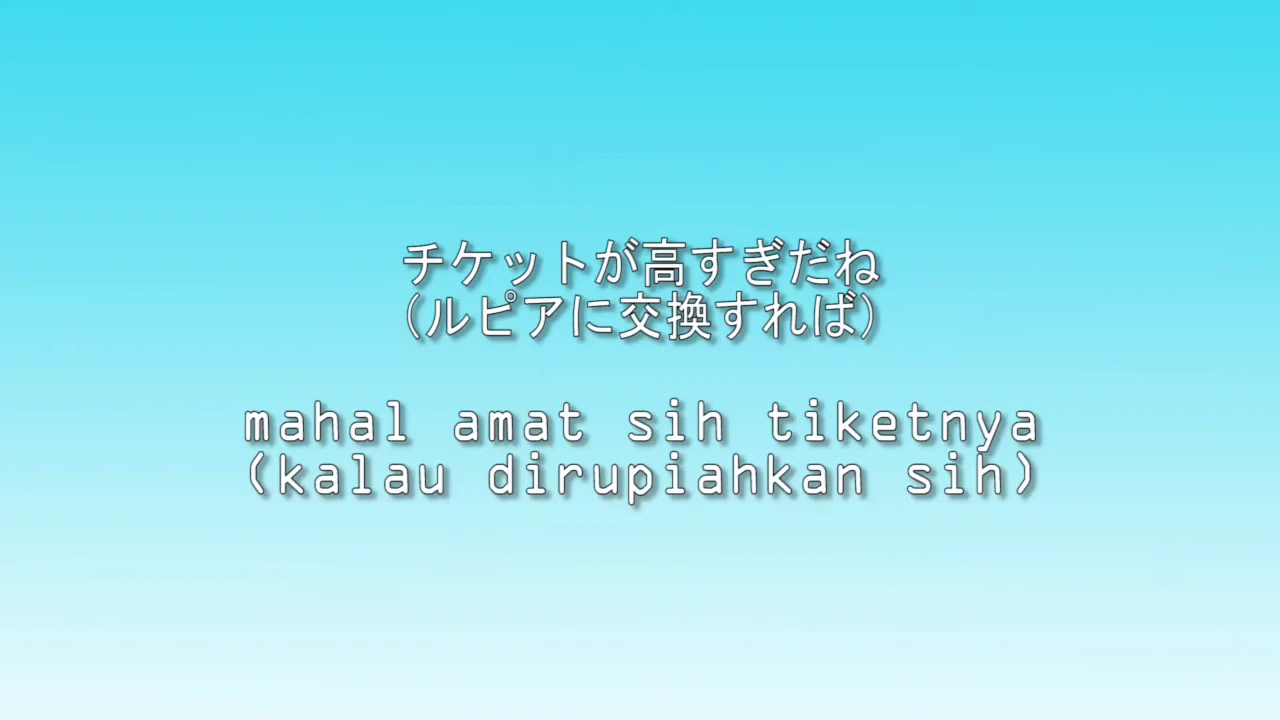 チケットが高すぎだね
(ルピアに交換すれば)
mahal amat sih tiketnya
(kalau dirupiahkan sih)